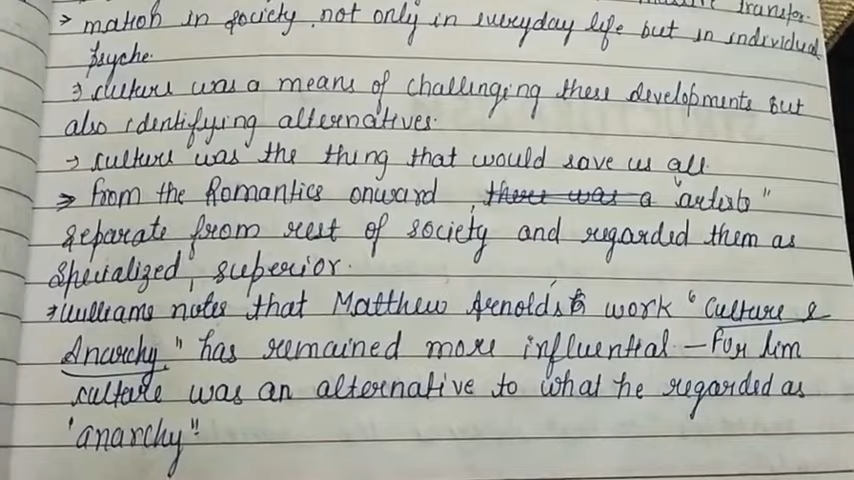 transfor-
> mation in society, not only in everyday life but in individual
psyche.
→ culture was a means of challenging these developments but
also identifying alternatives.
→ culture was the thing that would save us all.
→ From the Romantics onward, there was a "artists"
separate from rest of society and regarded them as
specialized, superior.
→ Williams notes that Matthew Arnold's work "Culture &
Anarchy" has remained more influential — For him
culture was an alternative to what he regarded as
'anarchy"